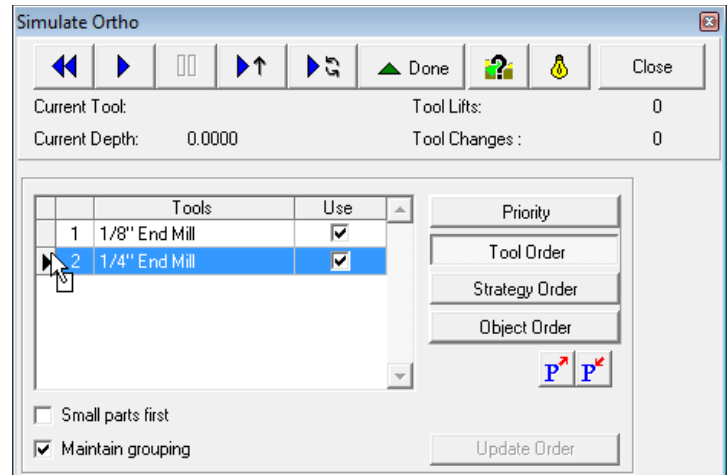 Simulate Ortho
Done Close
Current Tool: Tool Lifts: 0
Current Depth: 0.0000 Tool Changes : 0
Tools Use
1 1/8" End Mill
2 1/4" End Mill
Priority
Tool Order
Strategy Order
Object Order
P P
Small parts first
Maintain grouping
Update Order